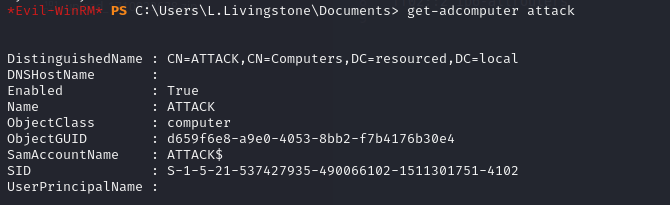 *Evil-WinRM* PS C:\Users\L.Livingstone\Documents> get-adcomputer attack
DistinguishedName : CN=ATTACK,CN=Computers,DC=resourced,DC=local
DNSHostName       :
Enabled           : True
Name              : ATTACK
ObjectClass       : computer
ObjectGUID        : d659f6e8-a9e0-4053-8bb2-f7b4176b30e4
SamAccountName    : ATTACK$
SID               : S-1-5-21-537427935-490066102-1511301751-4102
UserPrincipalName :